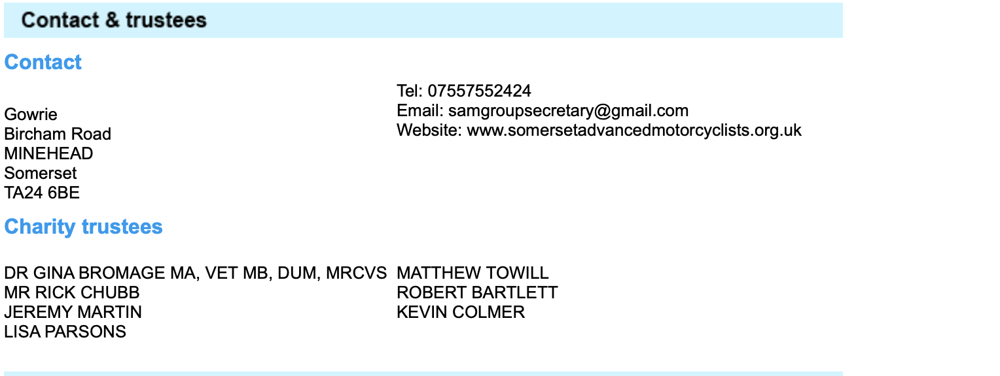 Contact & trustees
Contact
Gowrie
Bircham Road
MINEHEAD
Somerset
TA24 6BE
Tel: 07557552424
Email: samgroupsecretary@gmail.com
Website: www.somersetadvancedmotorcyclists.org.uk
Charity trustees
DR GINA BROMAGE MA, VET MB, DUM, MRCVS
MR RICK CHUBB
JEREMY MARTIN
LISA PARSONS
MATTHEW TOWILL
ROBERT BARTLETT
KEVIN COLMER